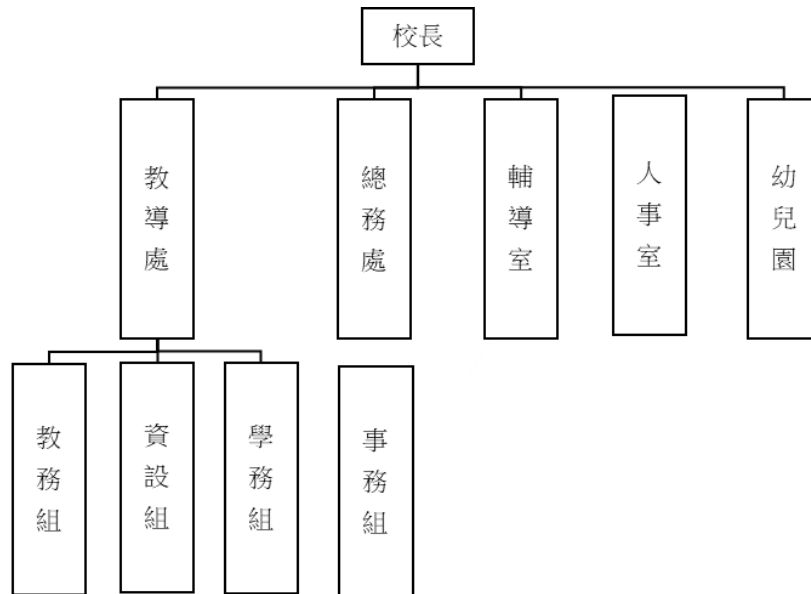 校長
教導處
總務處
輔導室
人事室
幼兒園
教務組
資設組
學務組
事務組